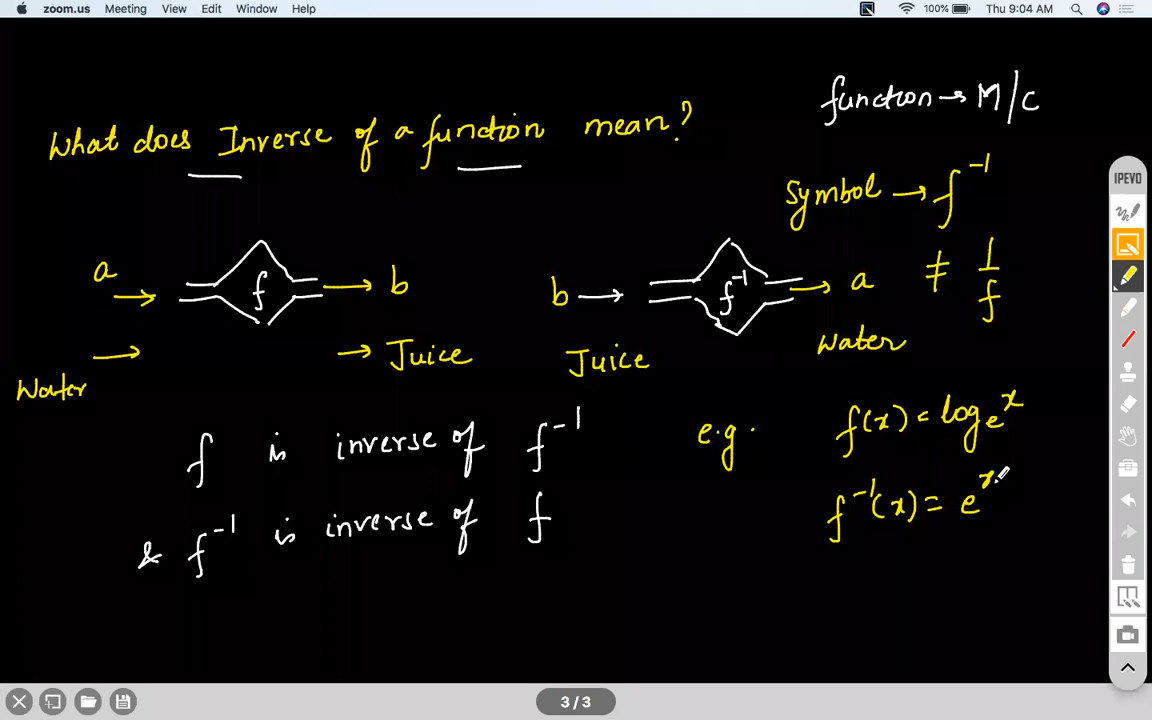 zoom.us Meeting View Edit Window Help 100% Thu 9:04 AM
function → M/C
What does Inverse of a function mean?
Symbol → f⁻¹
≠ 1/f
a → f → b
b → f⁻¹ → a
Water → → Juice
Juice Water
f is inverse of f⁻¹
& f⁻¹ is inverse of f
e.g. f(x) = logₑx
f⁻¹(x) = eˣ
IPEVO
3/3